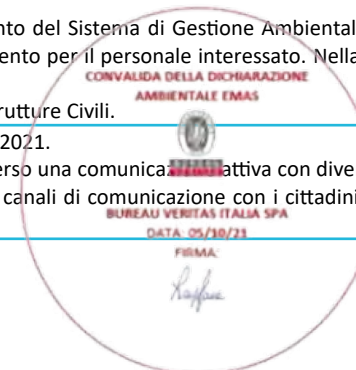 nto del Sistema di Gestione Ambiental
ento per il personale interessato. Nella
CONVALIDA DELLA DICHIARAZIONE
AMBIENTALE EMAS
rutture Civili.
2021.
erso una comunicaz attiva con dive
canali di comunicazione con i cittadini
BUREAU VERITAS ITALIA SPA
DATA: 05/10/21
FIRMA: